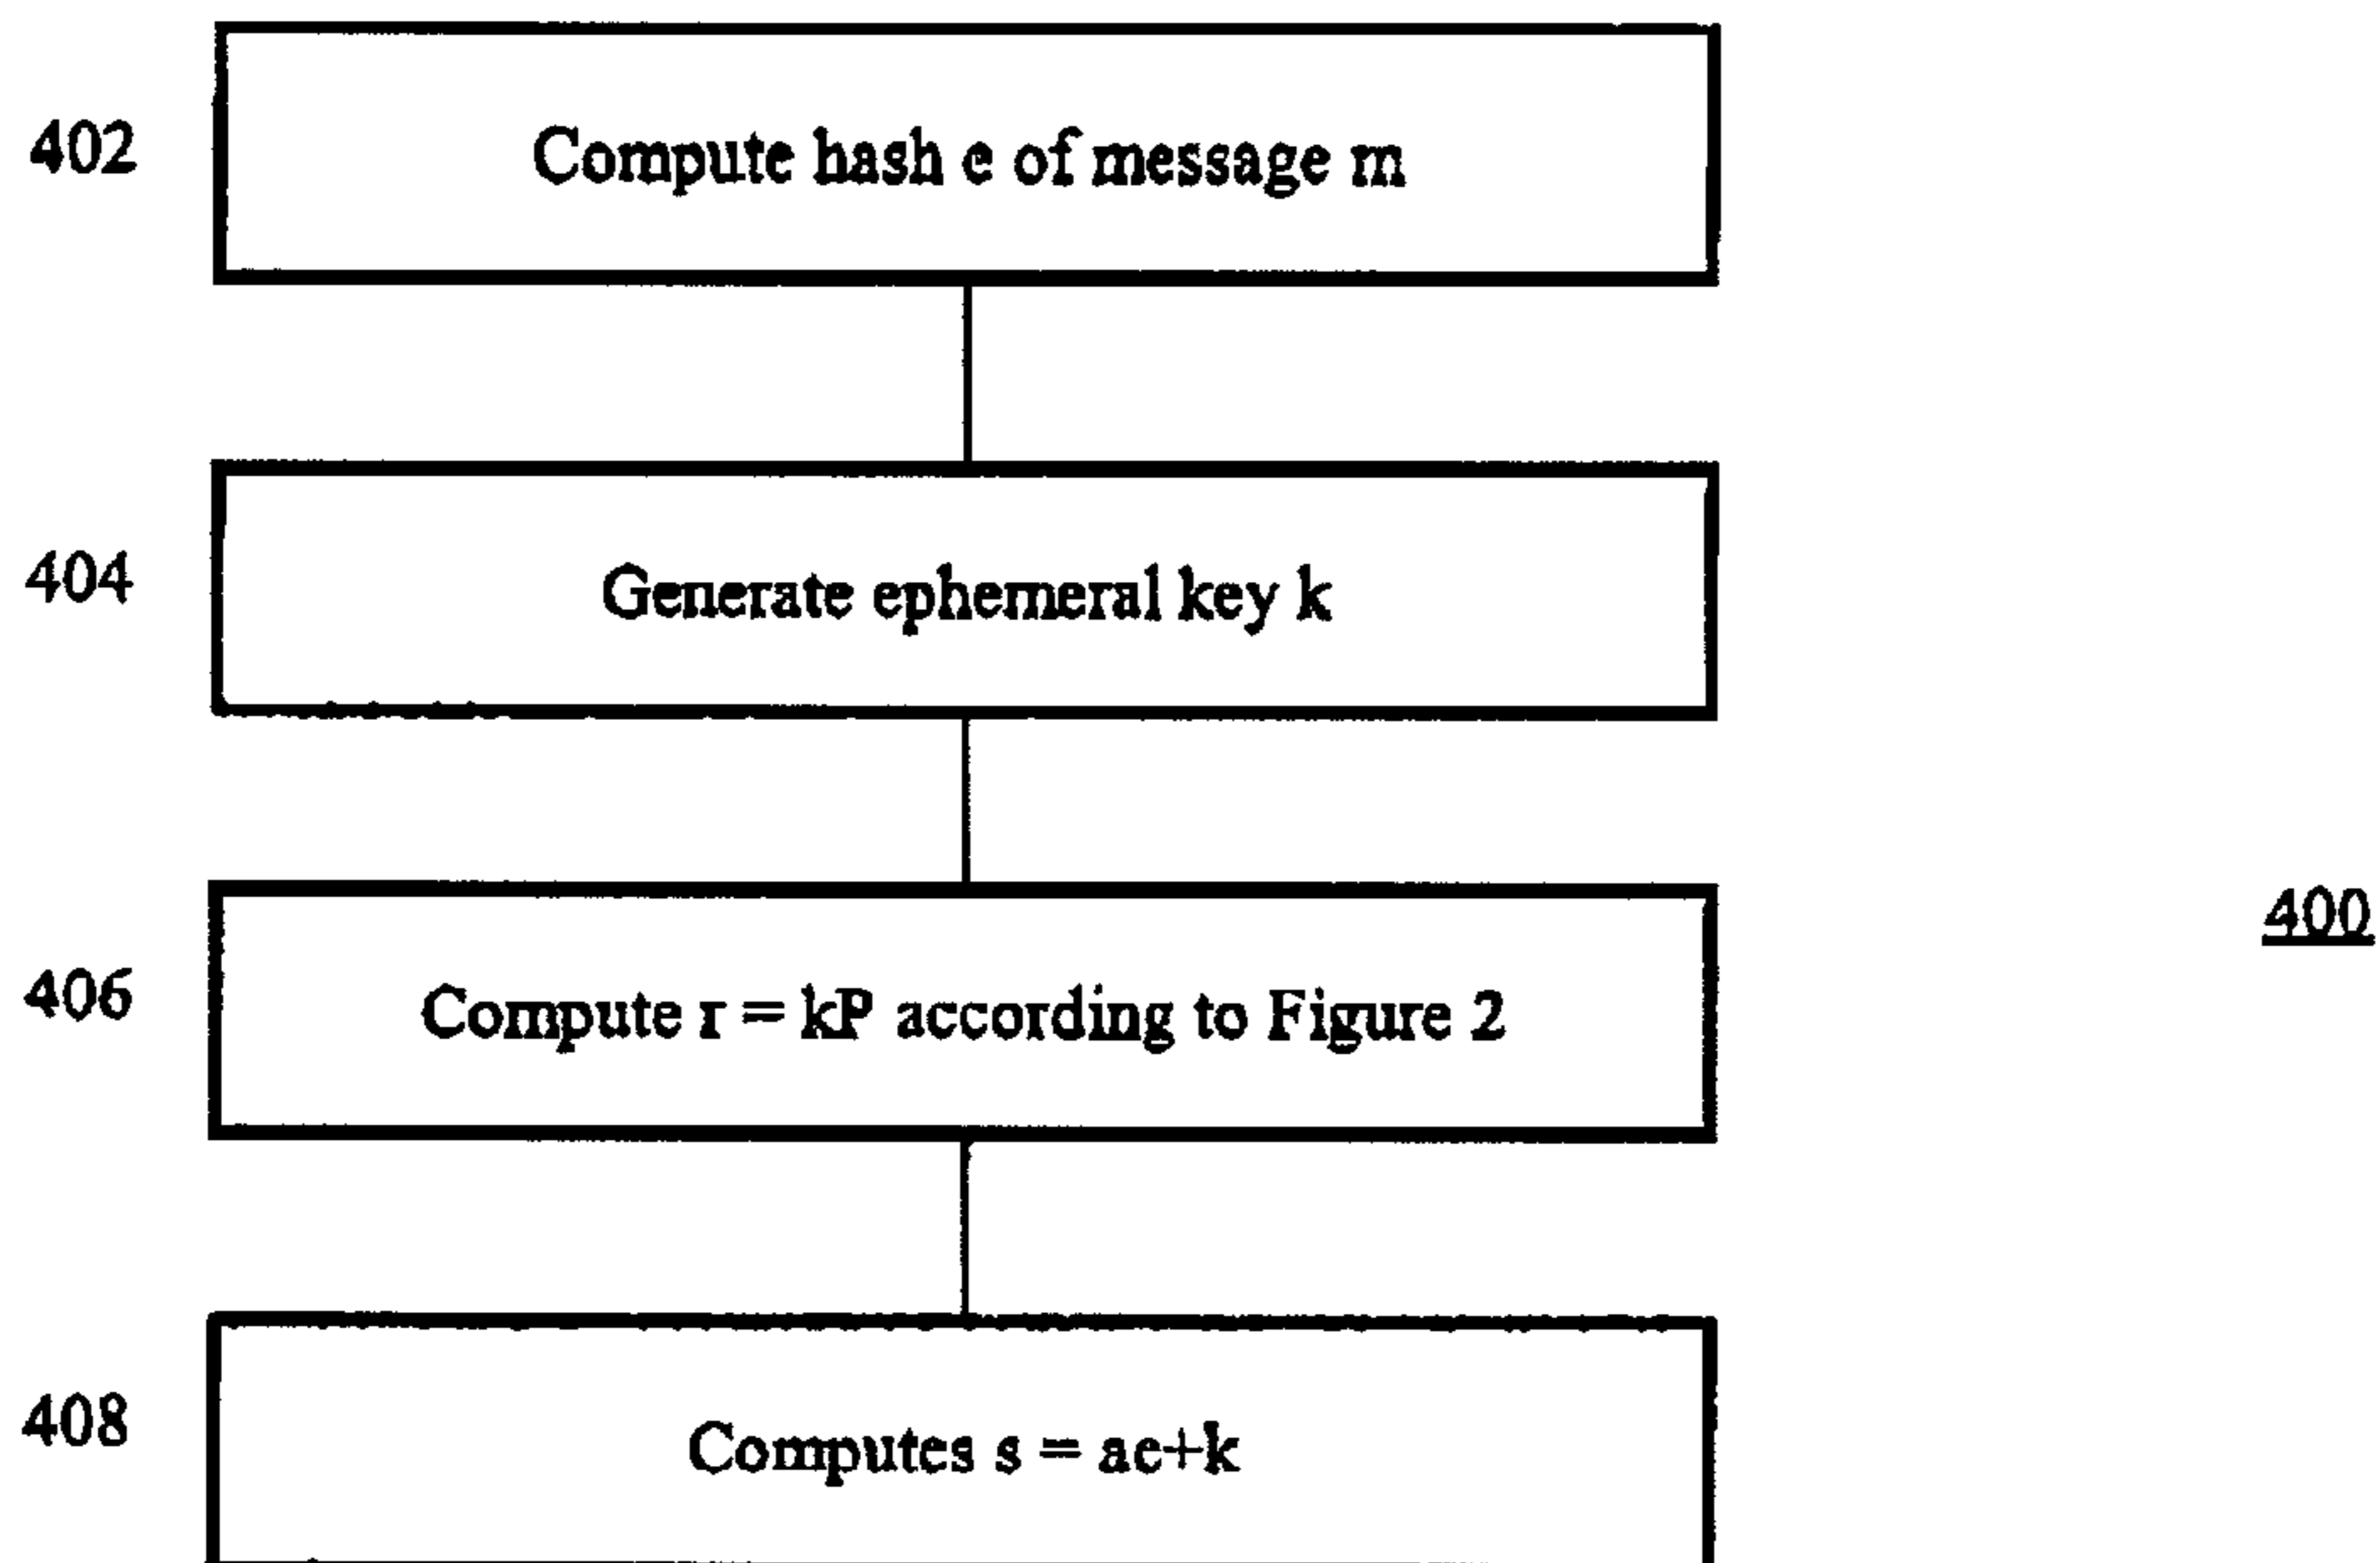 402
Compute hash e of message m
404
Generate ephemeral key k
406
Compute r = kP according to Figure 2
400
408
Computes s = ae+k